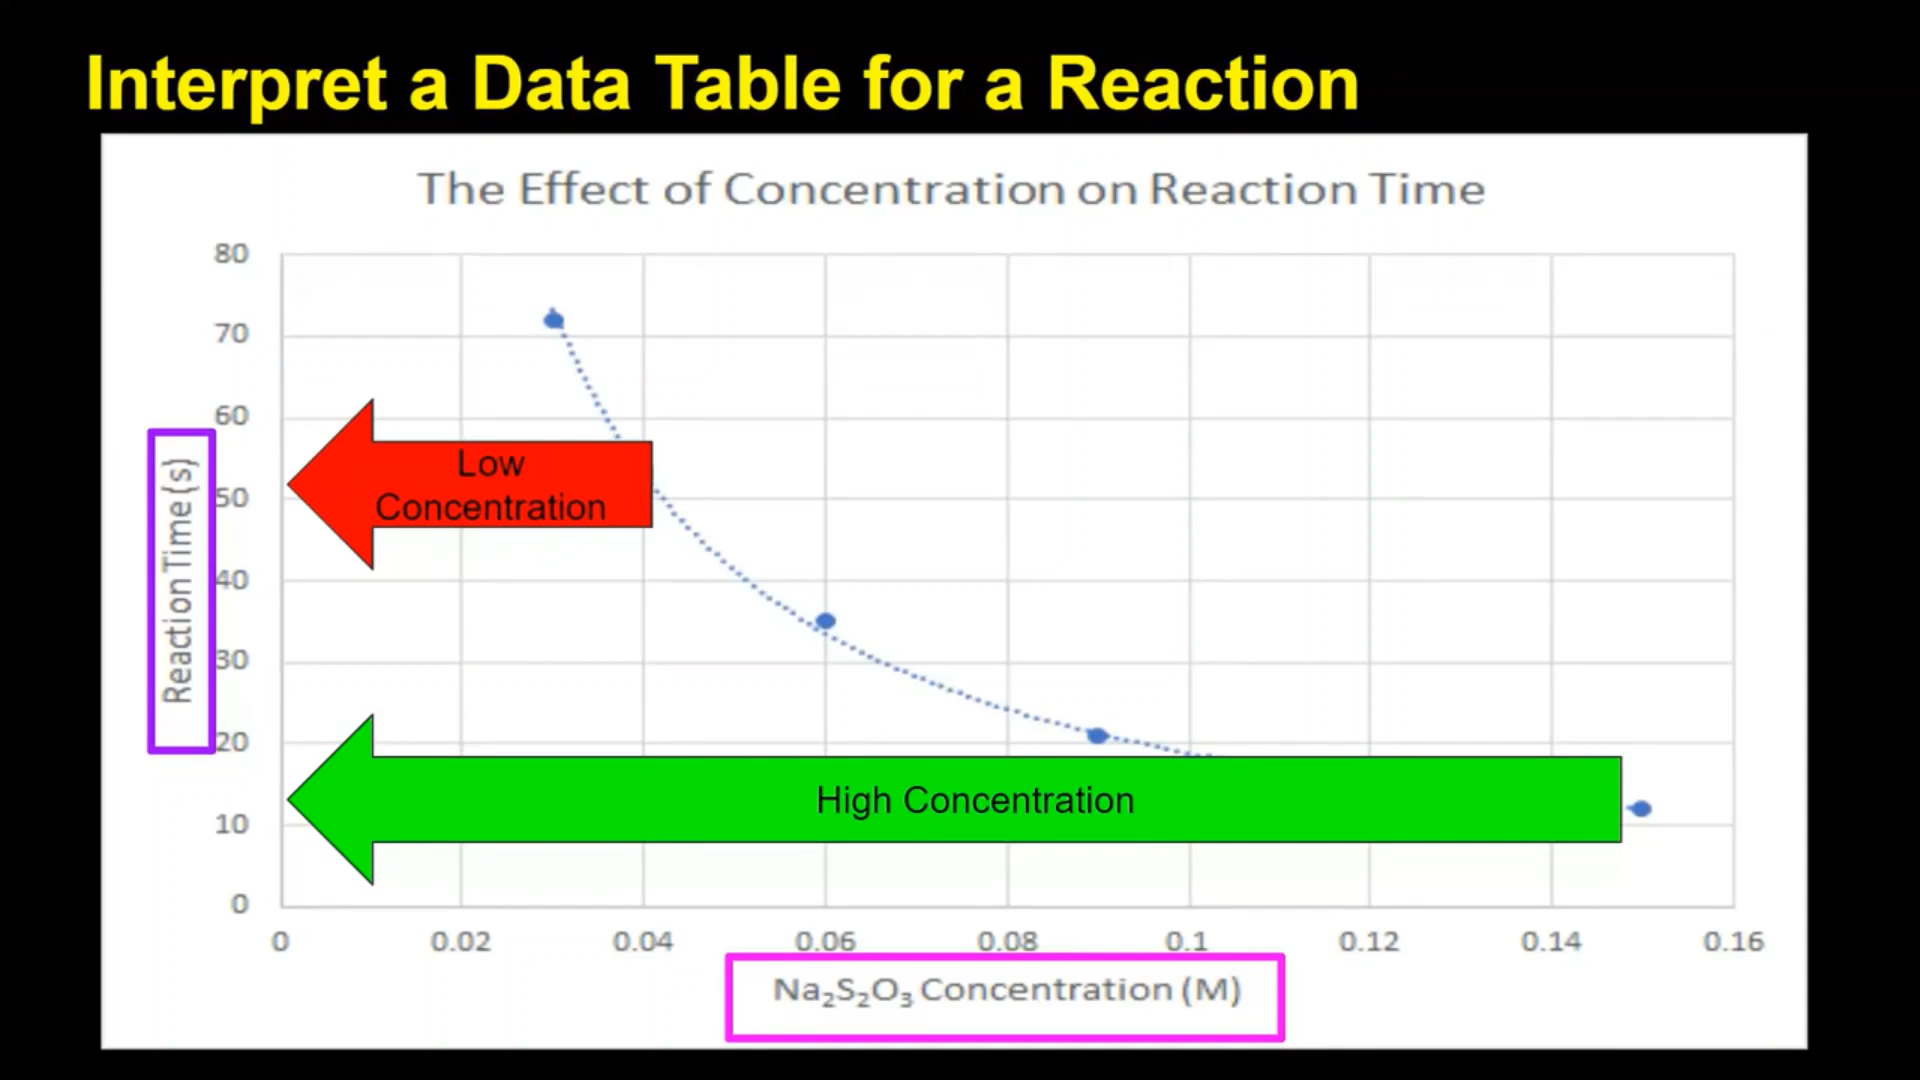 Interpret a Data Table for a Reaction
The Effect of Concentration on Reaction Time
80
70
60
50
40
30
20
10
0
Reaction Time (s)
Low
Concentration
High Concentration
0 0.02 0.04 0.06 0.08 0.1 0.12 0.14 0.16
Na₂S₂O₃ Concentration (M)